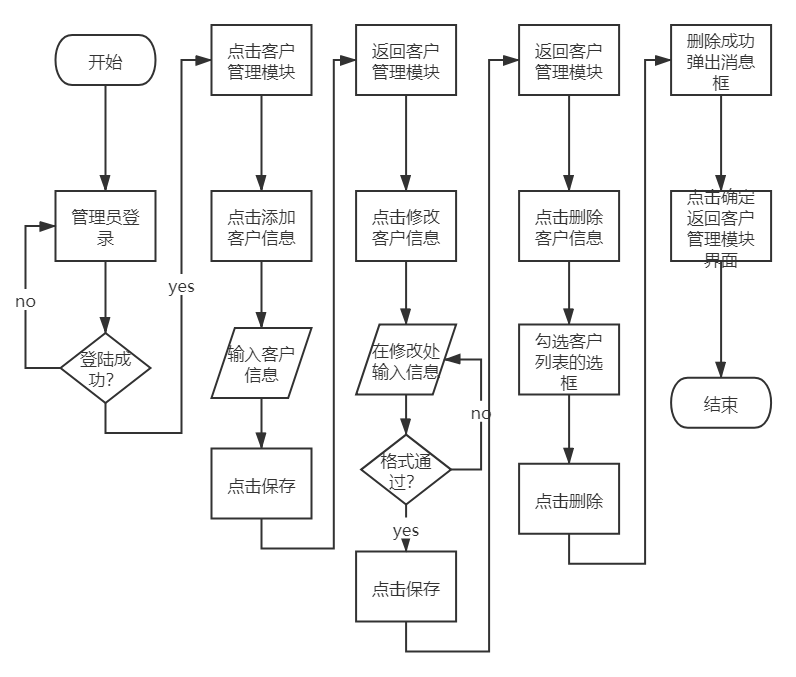 开始
管理员登
录
no
登陆成
功?
yes
点击客户
管理模块
点击添加
客户信息
输入客户
信息
点击保存
返回客户
管理模块
点击修改
客户信息
在修改处
输入信息
no
格式通
过?
yes
点击保存
返回客户
管理模块
点击删除
客户信息
勾选客户
列表的选
框
点击删除
删除成功
弹出消息
框
点击确定
返回客户
管理模块
界面
结束